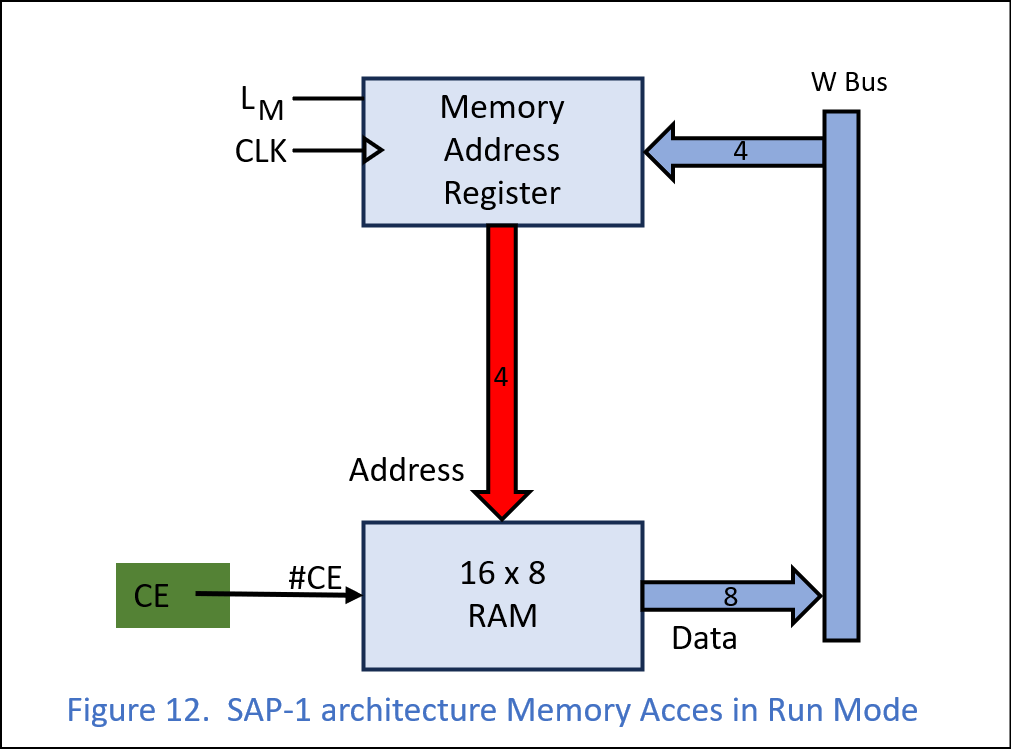 W Bus
L M
CLK
Memory
Address
Register
4
4
Address
CE
#CE
16 x 8
RAM
8
Data
Figure 12. SAP-1 architecture Memory Acces in Run Mode